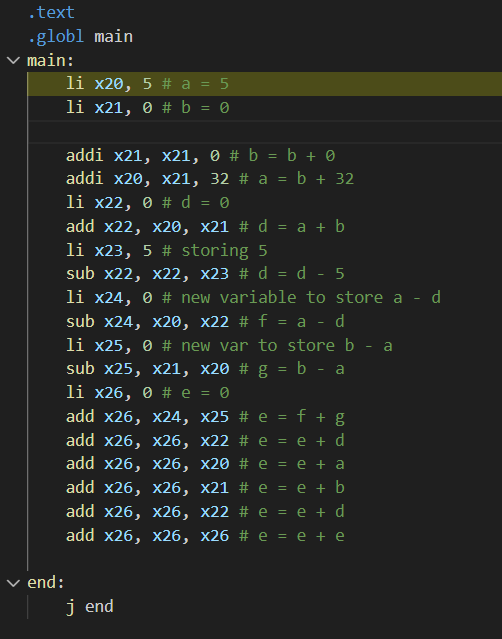 .text
.globl main
main:
li x20, 5 # a = 5
li x21, 0 # b = 0
addi x21, x21, 0 # b = b + 0
addi x20, x21, 32 # a = b + 32
li x22, 0 # d = 0
add x22, x20, x21 # d = a + b
li x23, 5 # storing 5
sub x22, x22, x23 # d = d - 5
li x24, 0 # new variable to store a - d
sub x24, x20, x22 # f = a - d
li x25, 0 # new var to store b - a
sub x25, x21, x20 # g = b - a
li x26, 0 # e = 0
add x26, x24, x25 # e = f + g
add x26, x26, x22 # e = e + d
add x26, x26, x20 # e = e + a
add x26, x26, x21 # e = e + b
add x26, x26, x22 # e = e + d
add x26, x26, x26 # e = e + e
end:
j end